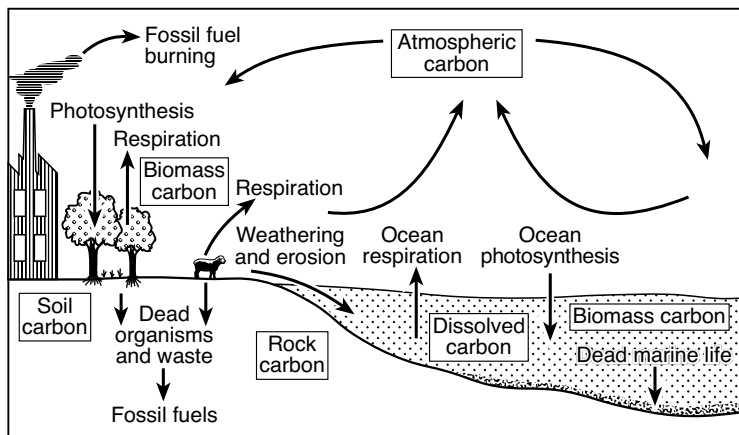 Fossil fuel
burning
Atmospheric
carbon
Photosynthesis
Respiration
Biomass
carbon
Respiration
Weathering
and erosion
Ocean
respiration
Ocean
photosynthesis
Soil
carbon
Dead
organisms
and waste
Rock
carbon
Dissolved
carbon
Biomass carbon
Dead marine life
Fossil fuels